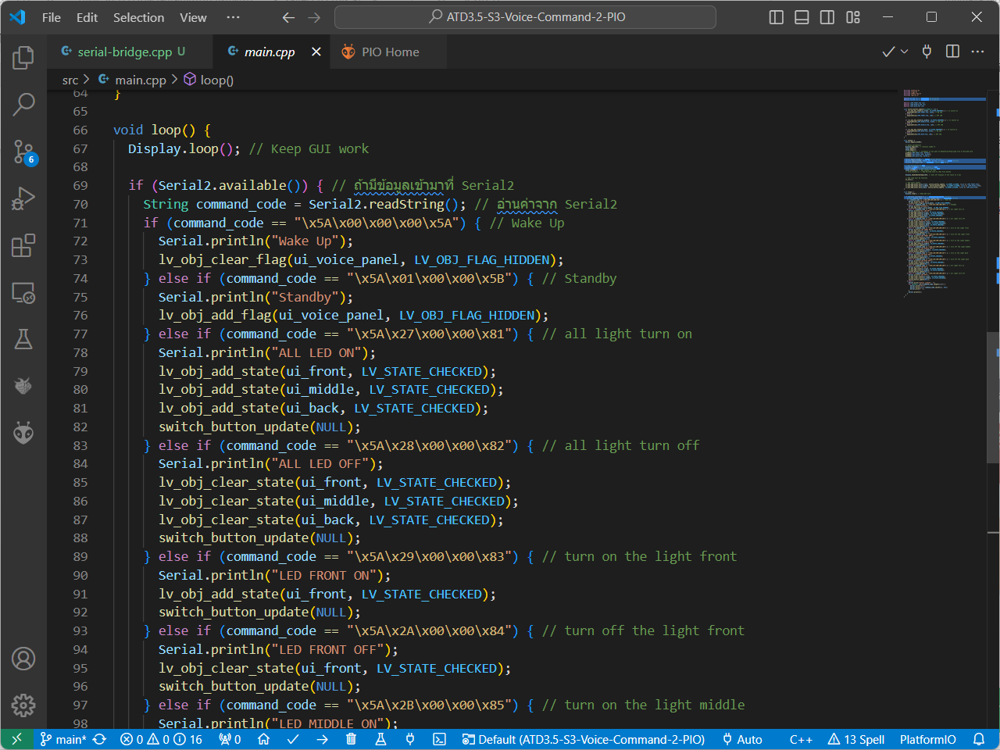 File Edit Selection View ··· ATD3.5-S3-Voice-Command-2-PIO
serial-bridge.cpp U main.cpp PIO Home
src > main.cpp > loop()
64 }
65
66 void loop() {
67 Display.loop(); // Keep GUI work
68
69 if (Serial2.available()) { // ถ้ามีข้อมูลเข้ามาที่ Serial2
70 String command_code = Serial2.readString(); // อ่านค่าจาก Serial2
71 if (command_code == "\x5A\x00\x00\x00\x5A") { // Wake Up
72 Serial.println("Wake Up");
73 lv_obj_clear_flag(ui_voice_panel, LV_OBJ_FLAG_HIDDEN);
74 } else if (command_code == "\x5A\x01\x00\x00\x5B") { // Standby
75 Serial.println("Standby");
76 lv_obj_add_flag(ui_voice_panel, LV_OBJ_FLAG_HIDDEN);
77 } else if (command_code == "\x5A\x27\x00\x00\x81") { // all light turn on
78 Serial.println("ALL LED ON");
79 lv_obj_add_state(ui_front, LV_STATE_CHECKED);
80 lv_obj_add_state(ui_middle, LV_STATE_CHECKED);
81 lv_obj_add_state(ui_back, LV_STATE_CHECKED);
82 switch_button_update(NULL);
83 } else if (command_code == "\x5A\x28\x00\x00\x82") { // all light turn off
84 Serial.println("ALL LED OFF");
85 lv_obj_clear_state(ui_front, LV_STATE_CHECKED);
86 lv_obj_clear_state(ui_middle, LV_STATE_CHECKED);
87 lv_obj_clear_state(ui_back, LV_STATE_CHECKED);
88 switch_button_update(NULL);
89 } else if (command_code == "\x5A\x29\x00\x00\x83") { // turn on the light front
90 Serial.println("LED FRONT ON");
91 lv_obj_add_state(ui_front, LV_STATE_CHECKED);
92 switch_button_update(NULL);
93 } else if (command_code == "\x5A\x2A\x00\x00\x84") { // turn off the light front
94 Serial.println("LED FRONT OFF");
95 lv_obj_clear_state(ui_front, LV_STATE_CHECKED);
96 switch_button_update(NULL);
97 } else if (command_code == "\x5A\x2B\x00\x00\x85") { // turn on the light middle
98 Serial.println("LED MIDDLE ON");
6
main* 0 0 16 0 Default (ATD3.5-S3-Voice-Command-2-PIO) Auto C++ 13 Spell PlatformIO